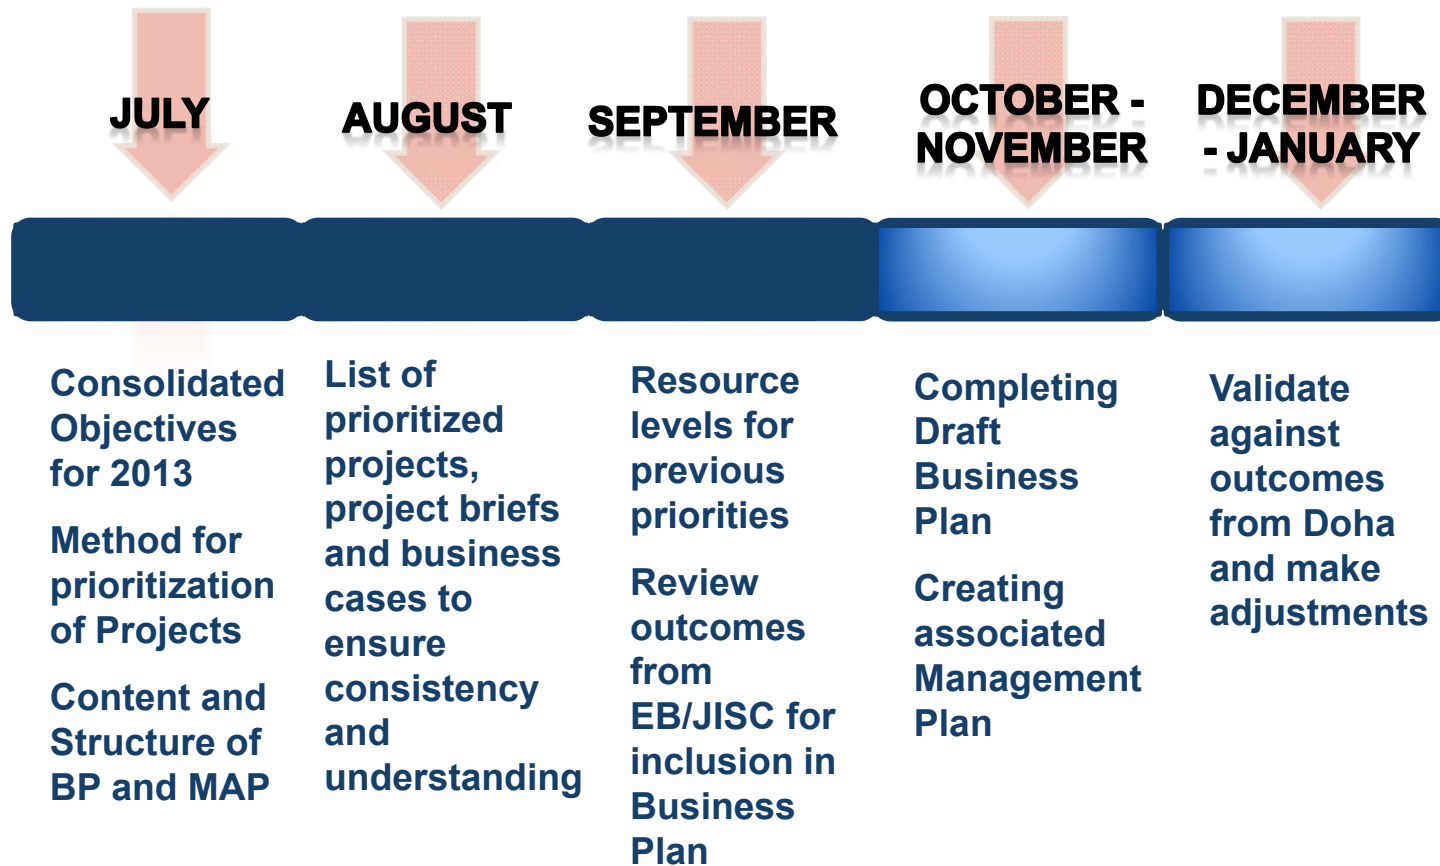 JULY
AUGUST
SEPTEMBER
OCTOBER -
NOVEMBER
DECEMBER
- JANUARY
Consolidated
Objectives
for 2013
Method for
prioritization
of Projects
Content and
Structure of
BP and MAP
List of
prioritized
projects,
project briefs
and business
cases to
ensure
consistency
and
understanding
Resource
levels for
previous
priorities
Review
outcomes
from
EB/JISC for
inclusion in
Business
Plan
Completing
Draft
Business
Plan
Creating
associated
Management
Plan
Validate
against
outcomes
from Doha
and make
adjustments